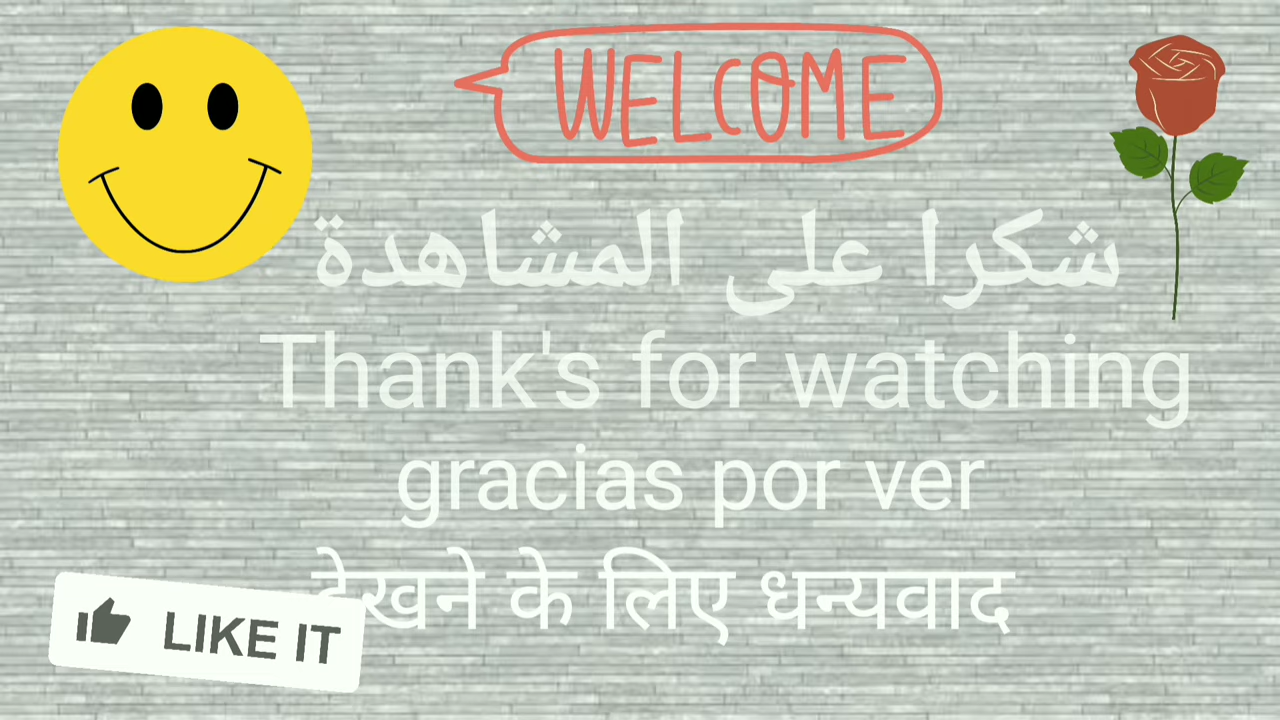 WELCOME
شكرا على المشاهدة
Thank's for watching
gracias por ver
देखने के लिए धन्यवाद
LIKE IT